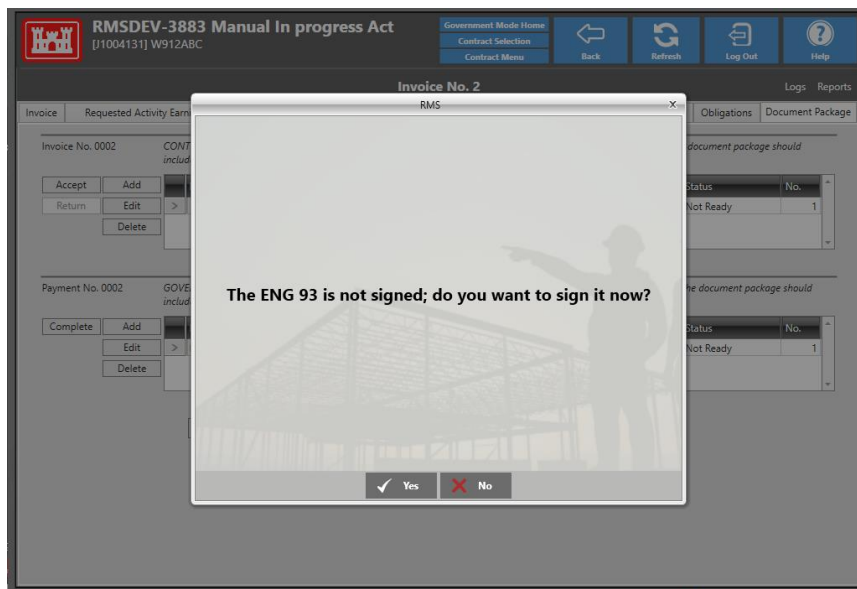 RMSDEV-3883 Manual In progress Act
[J1004131] W912ABC
Government Mode Home
Contract Selection
Contract Menu
Back
Refresh
Log Out
Help
Invoice No. 2
Logs Reports
Invoice
Requested Activity Earni
Obligations
Document Package
RMS
x
Invoice No. 0002
CONT
includ
document package should
Accept
Add
Return
Edit
>
Delete
Status
No.
Not Ready
1
The ENG 93 is not signed; do you want to sign it now?
Payment No. 0002
GOVE
includ
he document package should
Complete
Add
Edit
>
Delete
Status
No.
Not Ready
1
Yes
No